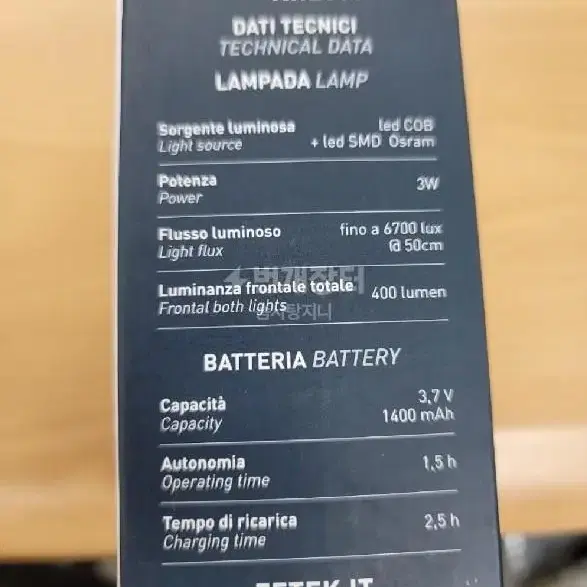 DATI TECNICI
TECHNICAL DATA
LAMPADA LAMP
Sorgente luminosa led COB
Light source + led SMD Osram
Potenza 3W
Power
Flusso luminoso fino a 6700 lux
Light flux @ 50cm
번개장터
Luminanza frontale totale 400 lumen
Frontal both lights
BATTERIA BATTERY
Capacità 3,7 V
Capacity 1400 mAh
Autonomia 1,5 h
Operating time
Tempo di ricarica 2,5 h
Charging time